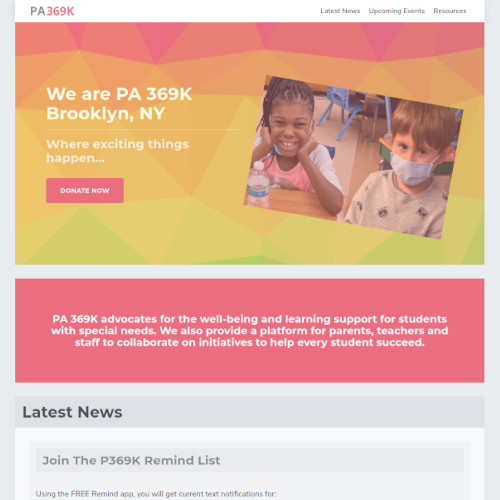 PA369K
Latest News Upcoming Events Resources
We are PA 369K
Brooklyn, NY
Where exciting things
happen...
DONATE NOW
PA 369K advocates for the well-being and learning support for students
with special needs. We also provide a platform for parents, teachers and
staff to collaborate on initiatives to help every student succeed.
Latest News
Join The P369K Remind List
Using the FREE Remind app, you will get current text notifications for: